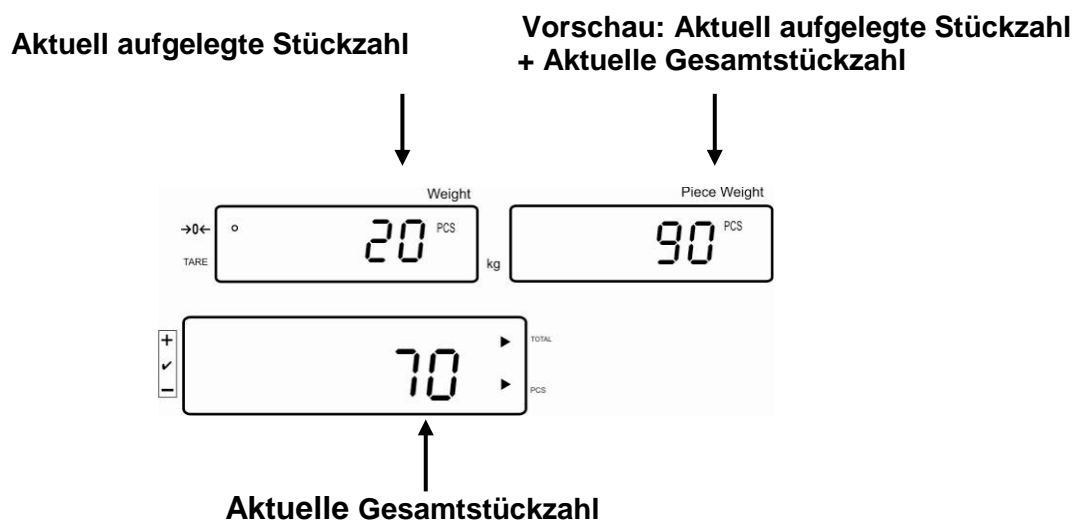 Aktuell aufgelegte Stückzahl
Vorschau: Aktuell aufgelegte Stückzahl
+ Aktuelle Gesamtstückzahl
Weight
Piece Weight
→0←
20 PCS
90 PCS
TARE
kg
+
✓
−
70
▶ TOTAL
▶ PCS
Aktuelle Gesamtstückzahl